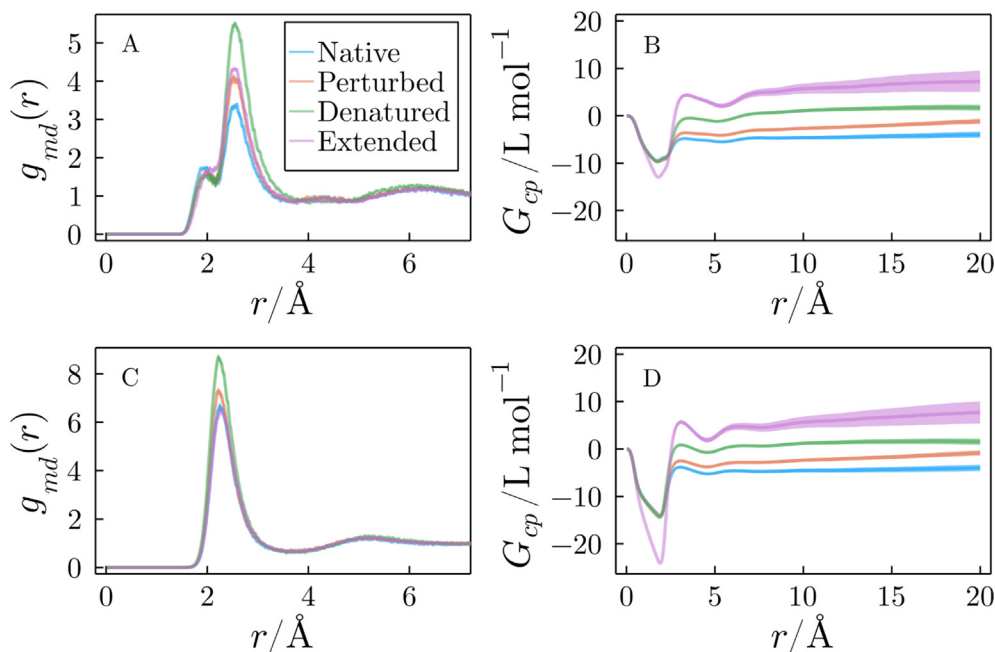 A
Native
Perturbed
Denatured
Extended
5
4
3
2
1
0
g_md(r)
0 2 4 6
r/Å
B
20
10
0
−10
−20
G_cp/L mol⁻¹
0 5 10 15 20
r/Å
C
8
6
4
2
0
g_md(r)
0 2 4 6
r/Å
D
20
10
0
−10
−20
G_cp/L mol⁻¹
0 5 10 15 20
r/Å